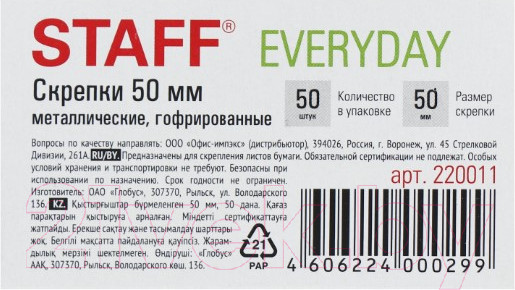 STAFF® EVERYDAY
Скрепки 50 мм
металлические, гофрированные
50 штук
Количество в упаковке
50 мм
Размер скрепки
Вопросы по качеству направлять: ООО «Офис-импэкс» (дистрибьютор), 394026, Россия, г. Воронеж, ул. 45 Стрелковой
Дивизии, 261А. RU/BY. Предназначены для скрепления листов бумаги. Обязательной сертификации не подлежат. Особых
условий хранения и транспортировки не требуют. Безопасны при
использовании по назначению. Срок годности не ограничен.
Изготовитель: ОАО «Глобус», 307370, Рыльск, ул. Володарского
136. KZ. Қыстырғыштар бүрмеленген 50 мм, 50 дана. Қағаз
парақтарын қыстыруға арналған. Міндетті сертификаттауға
жатпайды. Ерекше сақтау және тасымалдау шарттарын талап
етпейді. Белгілі мақсатта пайдалануға қауіпсіз. Жарам-
дылық мерзімі шектелмеген. Өндіруші: «Глобус»
ААҚ, 307370, Рыльск, Володарского көш. 136
арт. 220011
21
PAP
4 606224 000299